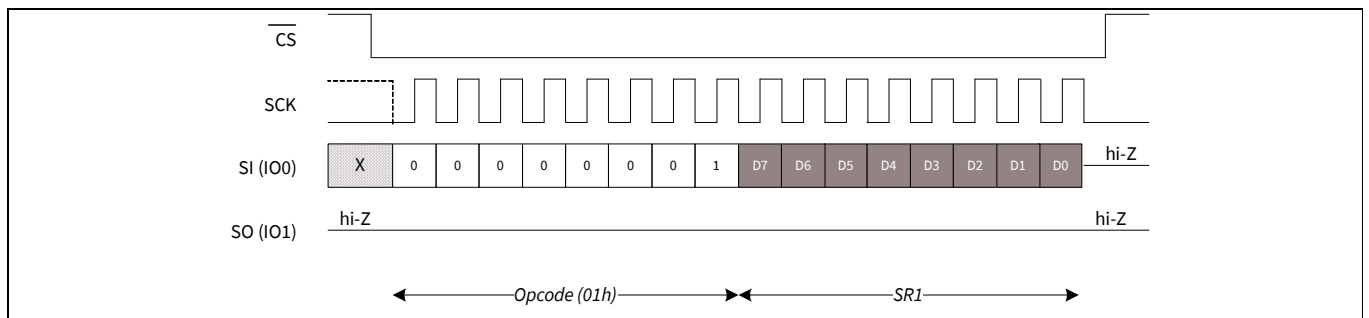 CS
SCK
SI (IO0) X 0 0 0 0 0 0 0 1 D7 D6 D5 D4 D3 D2 D1 D0 hi-Z
SO (IO1) hi-Z hi-Z
Opcode (01h) SR1